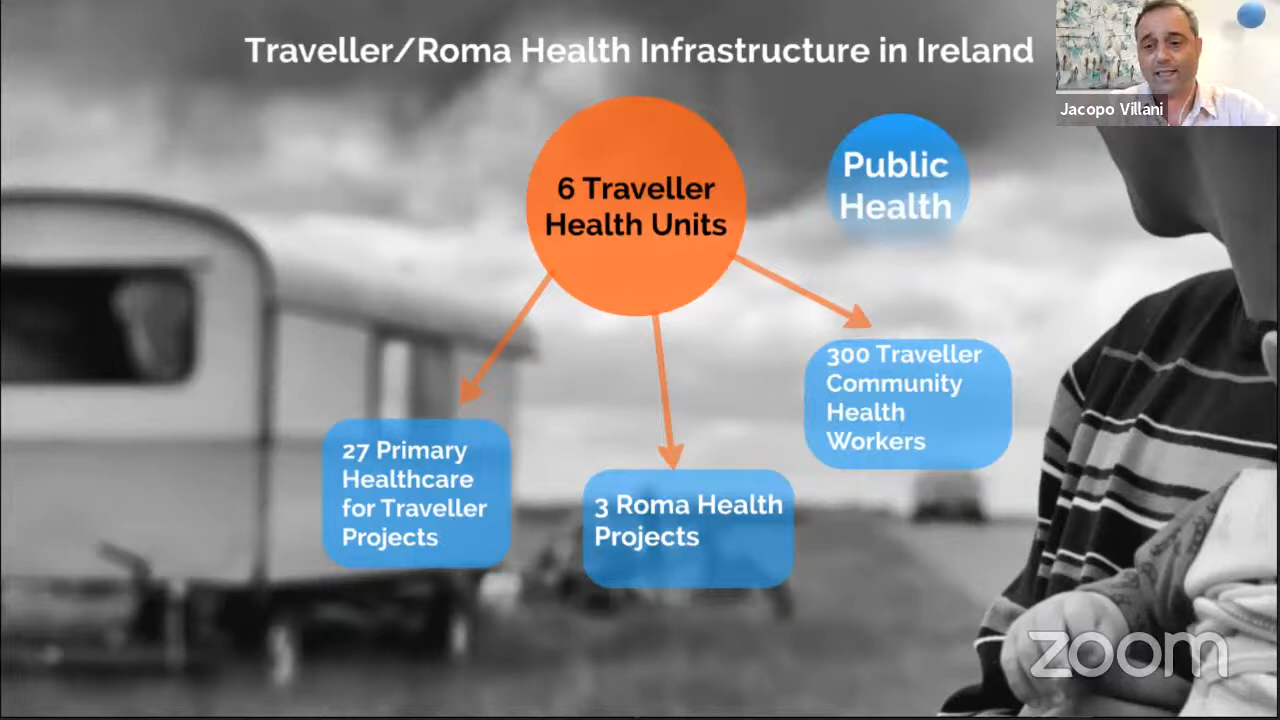 Traveller/Roma Health Infrastructure in Ireland
Jacopo Villani
6 Traveller
Health Units
Public
Health
300 Traveller
Community
Health
Workers
27 Primary
Healthcare
for Traveller
Projects
3 Roma Health
Projects
zoom